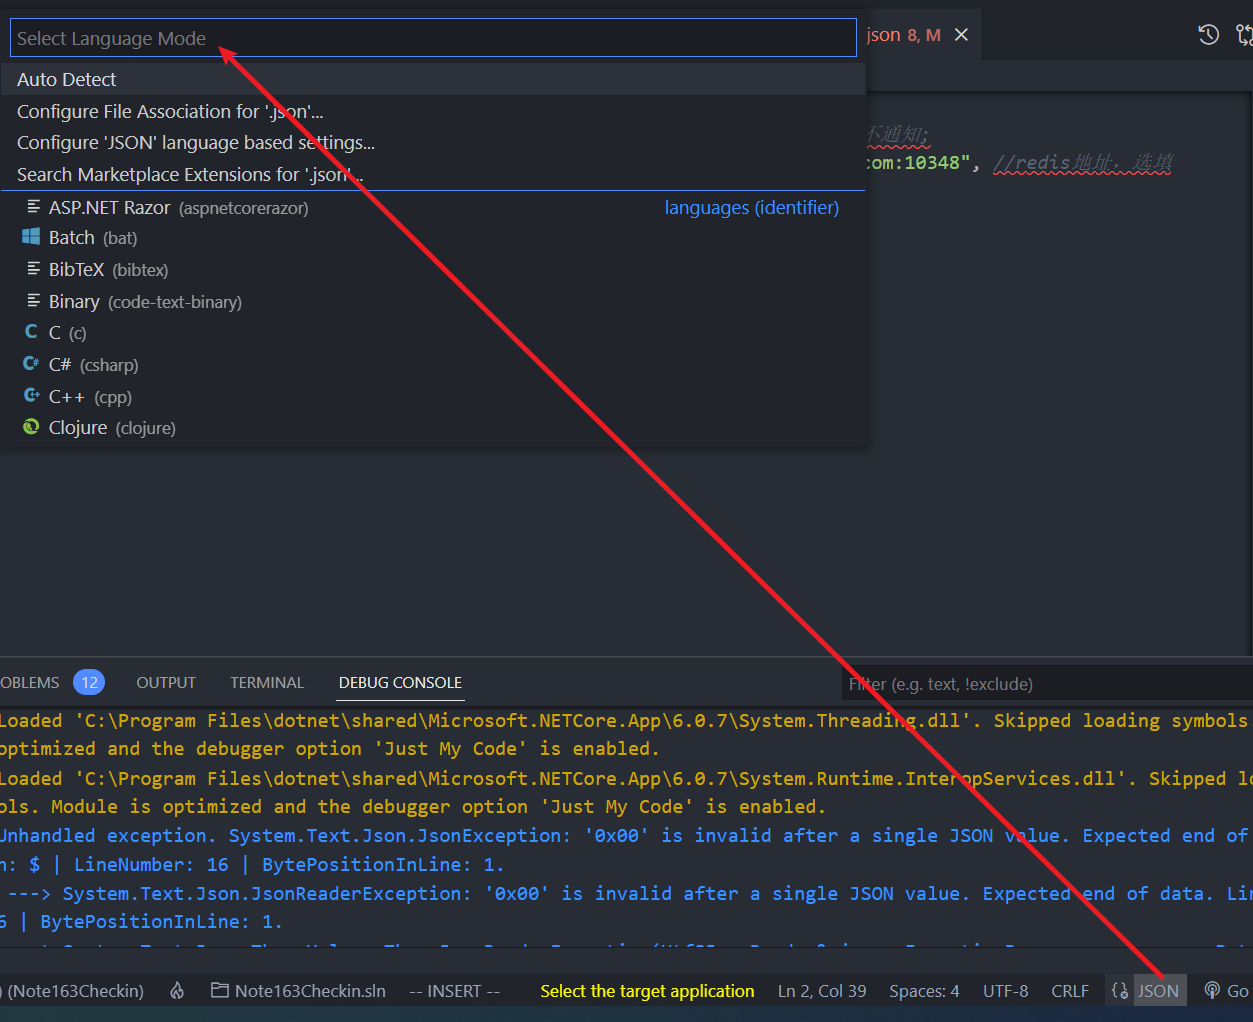 Select Language Mode
json 8, M
Auto Detect
Configure File Association for '.json'...
不通知;
Configure 'JSON' language based settings...
com:10348", //redis地址，选填
Search Marketplace Extensions for '.json'...
ASP.NET Razor (aspnetcorerazor) languages (identifier)
Batch (bat)
BibTeX (bibtex)
Binary (code-text-binary)
C (c)
C# (csharp)
C++ (cpp)
Clojure (clojure)
OBLEMS 12 OUTPUT TERMINAL DEBUG CONSOLE Filter (e.g. text, !exclude)
Loaded 'C:\Program Files\dotnet\shared\Microsoft.NETCore.App\6.0.7\System.Threading.dll'. Skipped loading symbols
optimized and the debugger option 'Just My Code' is enabled.
Loaded 'C:\Program Files\dotnet\shared\Microsoft.NETCore.App\6.0.7\System.Runtime.InteropServices.dll'. Skipped lo
ols. Module is optimized and the debugger option 'Just My Code' is enabled.
Unhandled exception. System.Text.Json.JsonException: '0x00' is invalid after a single JSON value. Expected end of
n: $ | LineNumber: 16 | BytePositionInLine: 1.
---> System.Text.Json.JsonReaderException: '0x00' is invalid after a single JSON value. Expected end of data. Lin
6 | BytePositionInLine: 1.
) (Note163Checkin) Note163Checkin.sln -- INSERT -- Select the target application Ln 2, Col 39 Spaces: 4 UTF-8 CRLF JSON Go